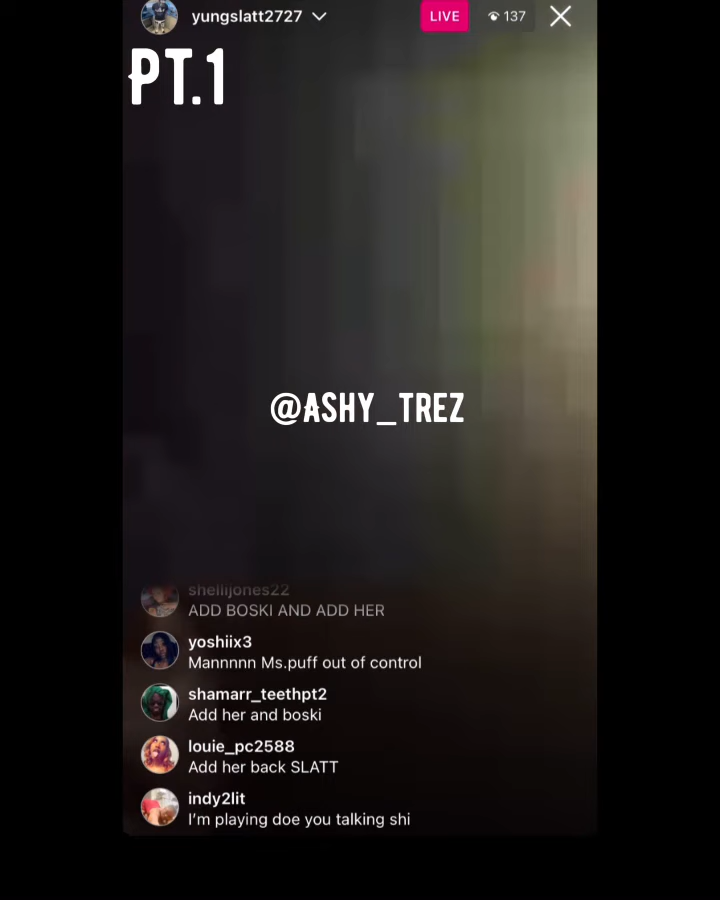 yungslatt2727
LIVE
137
PT.1
@ASHY_TREZ
shellijones22
ADD BOSKI AND ADD HER
yoshiix3
Mannnnn Ms.puff out of control
shamarr_teethpt2
Add her and boski
louie_pc2588
Add her back SLATT
indy2lit
I'm playing doe you talking shi